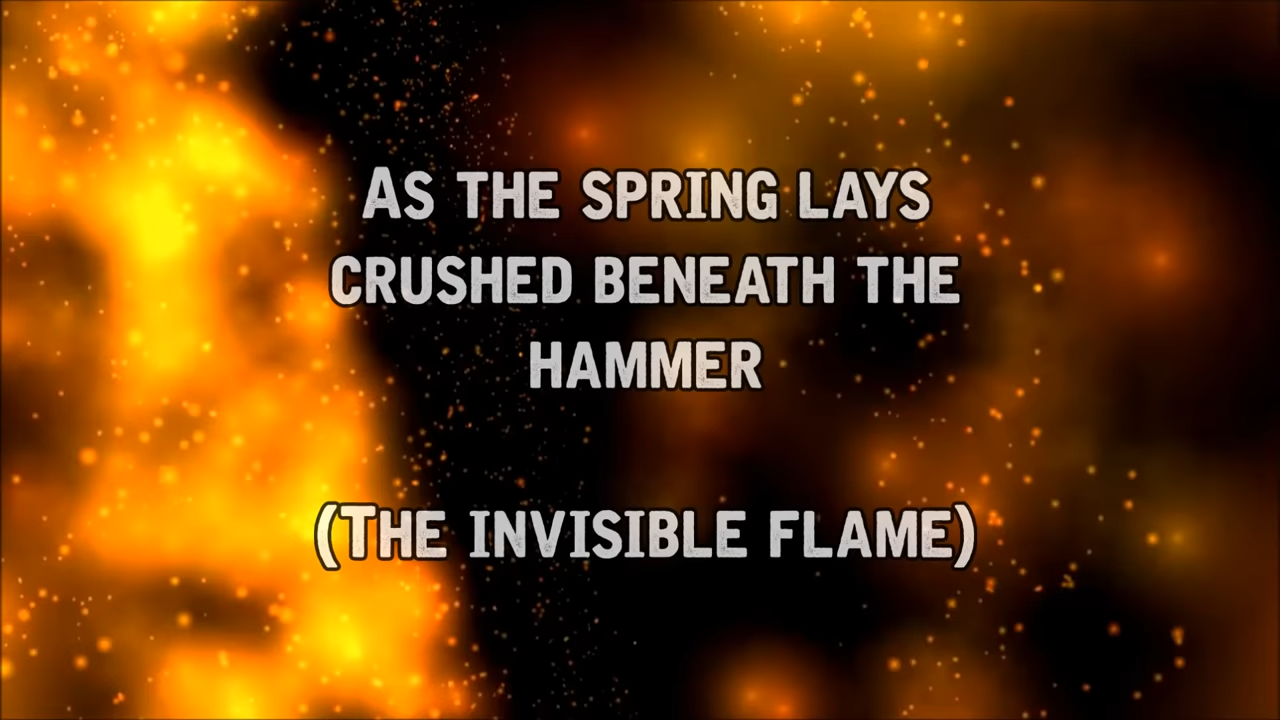 As the spring lays
crushed beneath the
hammer
(The invisible flame)